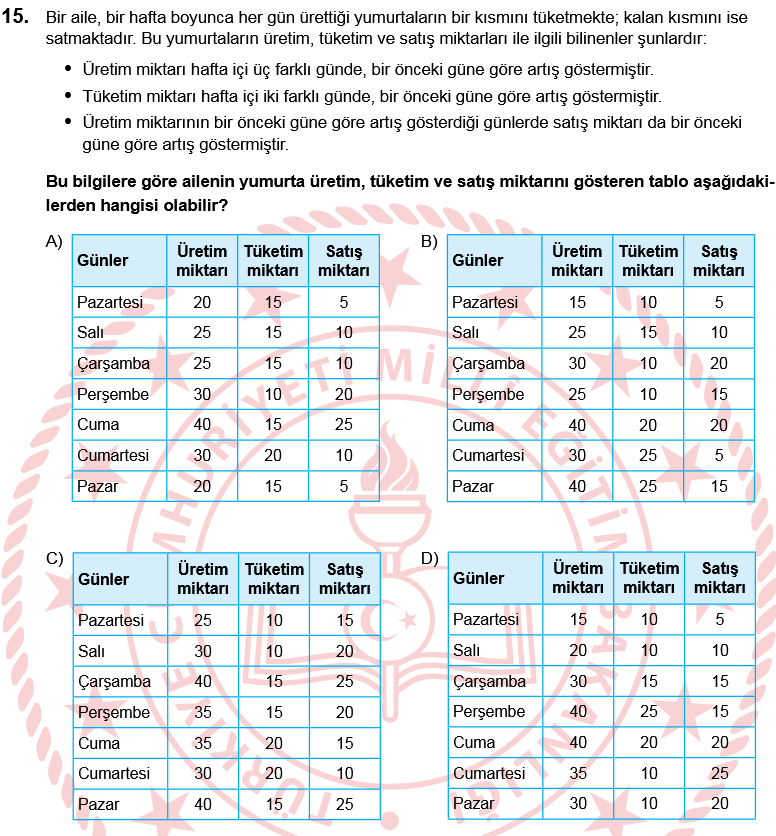 15. Bir aile, bir hafta boyunca her gün ürettiği yumurtaların bir kısmını tüketmekte; kalan kısmını ise
satmaktadır. Bu yumurtaların üretim, tüketim ve satış miktarları ile ilgili bilinenler şunlardır:
• Üretim miktarı hafta içi üç farklı günde, bir önceki güne göre artış göstermiştir.
• Tüketim miktarı hafta içi iki farklı günde, bir önceki güne göre artış göstermiştir.
• Üretim miktarının bir önceki güne göre artış gösterdiği günlerde satış miktarı da bir önceki
güne göre artış göstermiştir.
Bu bilgilere göre ailenin yumurta üretim, tüketim ve satış miktarını gösteren tablo aşağıdaki-
lerden hangisi olabilir?
A)
Günler Üretim miktarı Tüketim miktarı Satış miktarı
Pazartesi 20 15 5
Salı 25 15 10
Çarşamba 25 15 10
Perşembe 30 10 20
Cuma 40 15 25
Cumartesi 30 20 10
Pazar 20 15 5
B)
Günler Üretim miktarı Tüketim miktarı Satış miktarı
Pazartesi 15 10 5
Salı 25 15 10
Çarşamba 30 10 20
Perşembe 25 10 15
Cuma 40 20 20
Cumartesi 30 25 5
Pazar 40 25 15
C)
Günler Üretim miktarı Tüketim miktarı Satış miktarı
Pazartesi 25 10 15
Salı 30 10 20
Çarşamba 40 15 25
Perşembe 35 15 20
Cuma 35 20 15
Cumartesi 30 20 10
Pazar 40 15 25
D)
Günler Üretim miktarı Tüketim miktarı Satış miktarı
Pazartesi 15 10 5
Salı 20 10 10
Çarşamba 30 15 15
Perşembe 40 25 15
Cuma 40 20 20
Cumartesi 35 10 25
Pazar 30 10 20